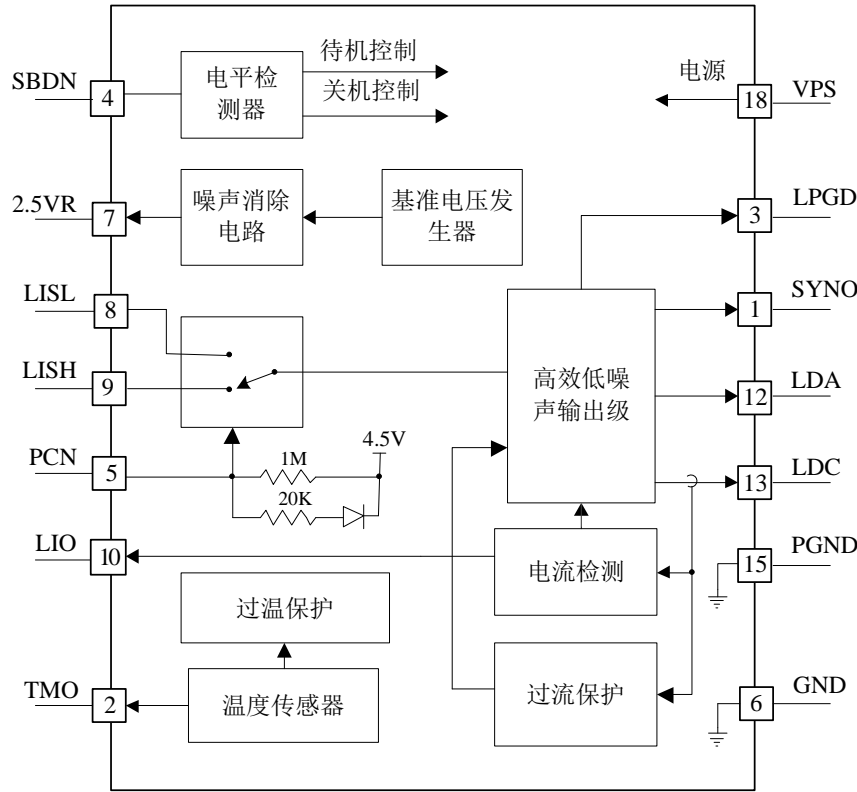 SBDN
4
电平检
测器
待机控制
关机控制
电源
18
VPS
2.5VR
7
噪声消除
电路
基准电压发
生器
3
LPGD
LISL
8
LISH
9
高效低噪
声输出级
1
SYNO
12
LDA
PCN
5
1M
20K
4.5V
13
LDC
LIO
10
电流检测
15
PGND
过温保护
TMO
2
温度传感器
过流保护
6
GND